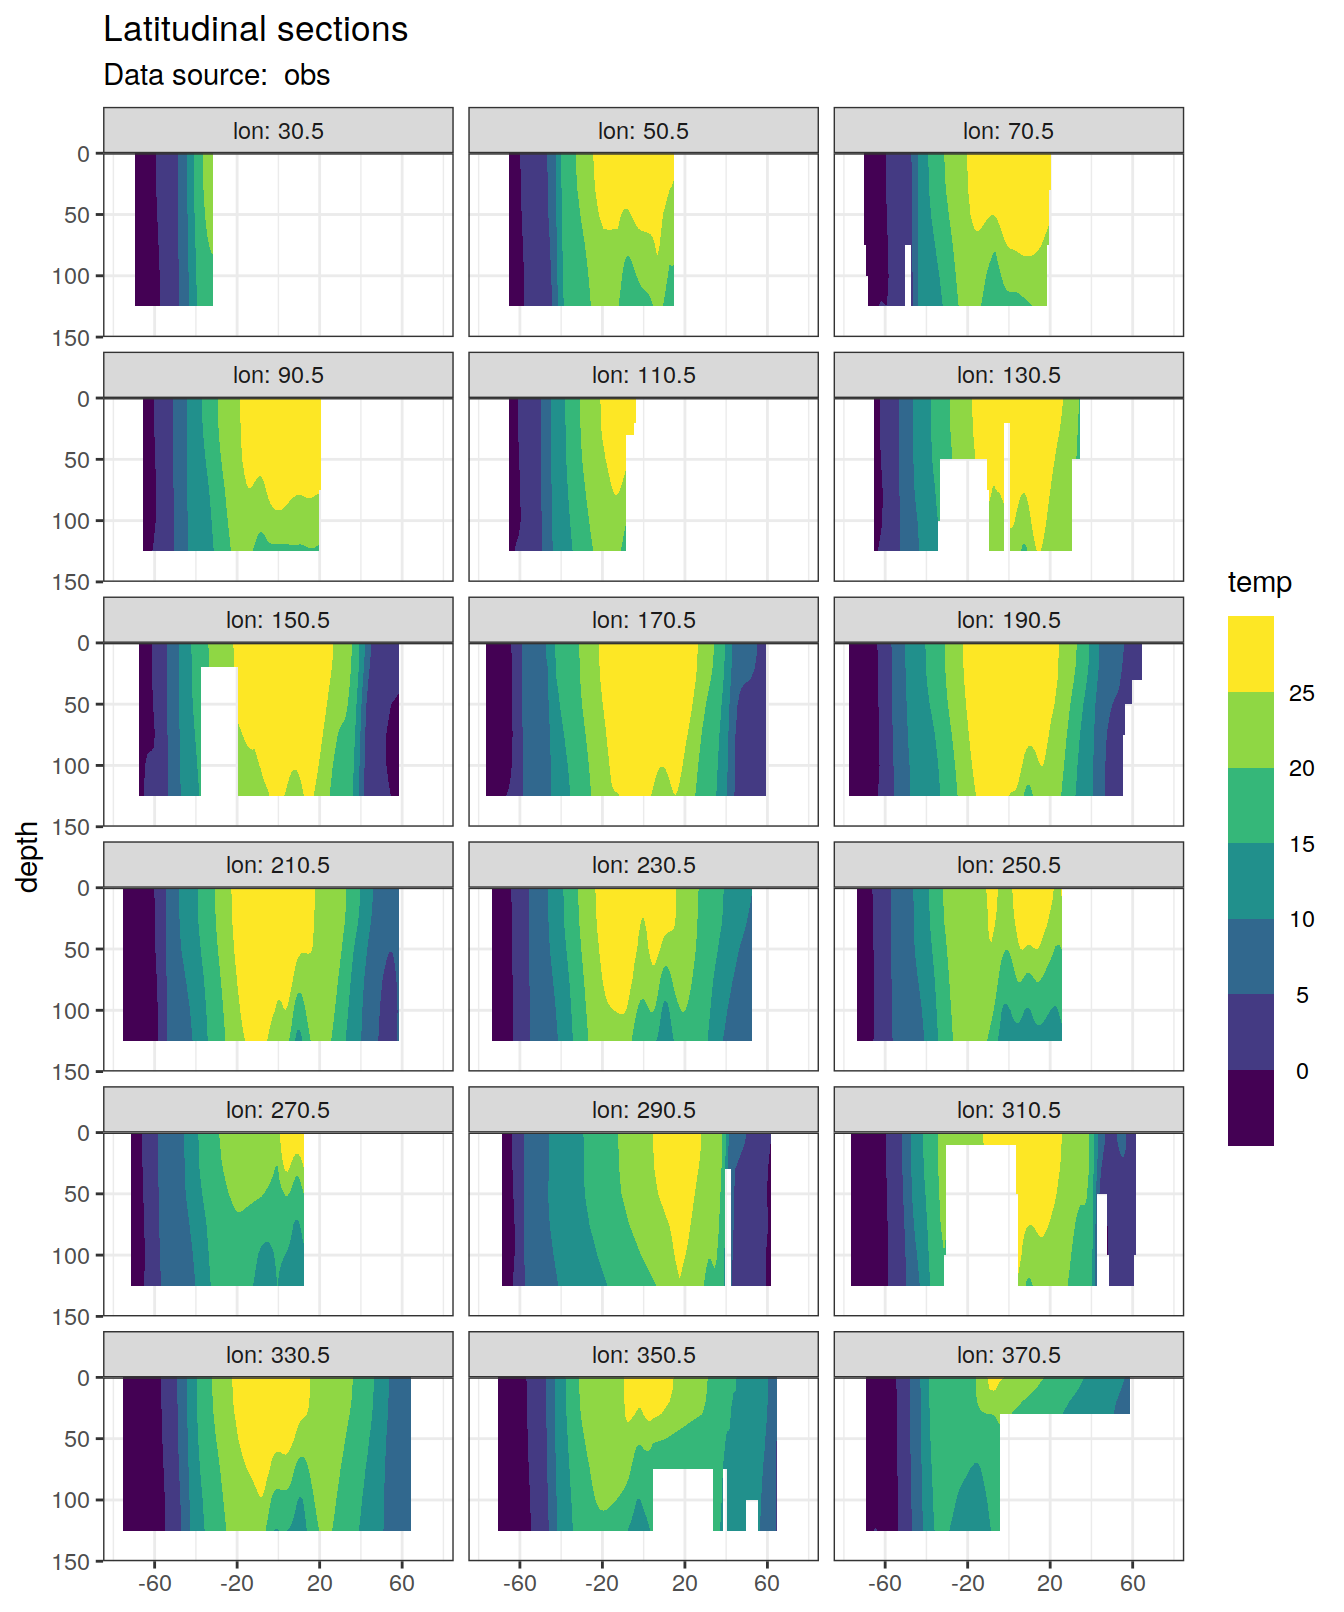 Latitudinal sections
Data source:  obs
lon: 30.5
lon: 50.5
lon: 70.5
0
50
100
150
lon: 90.5
lon: 110.5
lon: 130.5
0
50
100
150
lon: 150.5
lon: 170.5
lon: 190.5
0
50
100
150
lon: 210.5
lon: 230.5
lon: 250.5
0
50
100
150
lon: 270.5
lon: 290.5
lon: 310.5
0
50
100
150
lon: 330.5
lon: 350.5
lon: 370.5
0
50
100
150
-60 -20 20 60
-60 -20 20 60
-60 -20 20 60
depth
temp
25
20
15
10
5
0